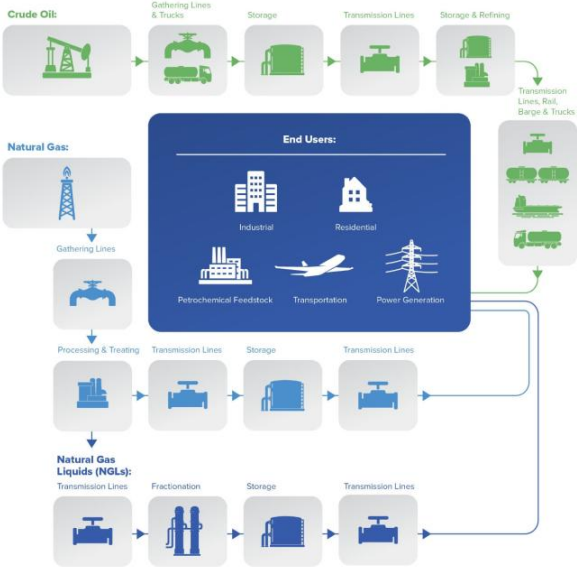 Crude Oil:
Gathering Lines
& Trucks
Storage
Transmission Lines
Storage & Refining
Transmission
Lines, Rail,
Barge & Trucks
End Users:
Industrial
Residential
Petrochemical Feedstock
Transportation
Power Generation
Natural Gas:
Gathering Lines
Processing & Treating
Transmission Lines
Storage
Transmission Lines
Natural Gas
Liquids (NGLs):
Transmission Lines
Fractionation
Storage
Transmission Lines